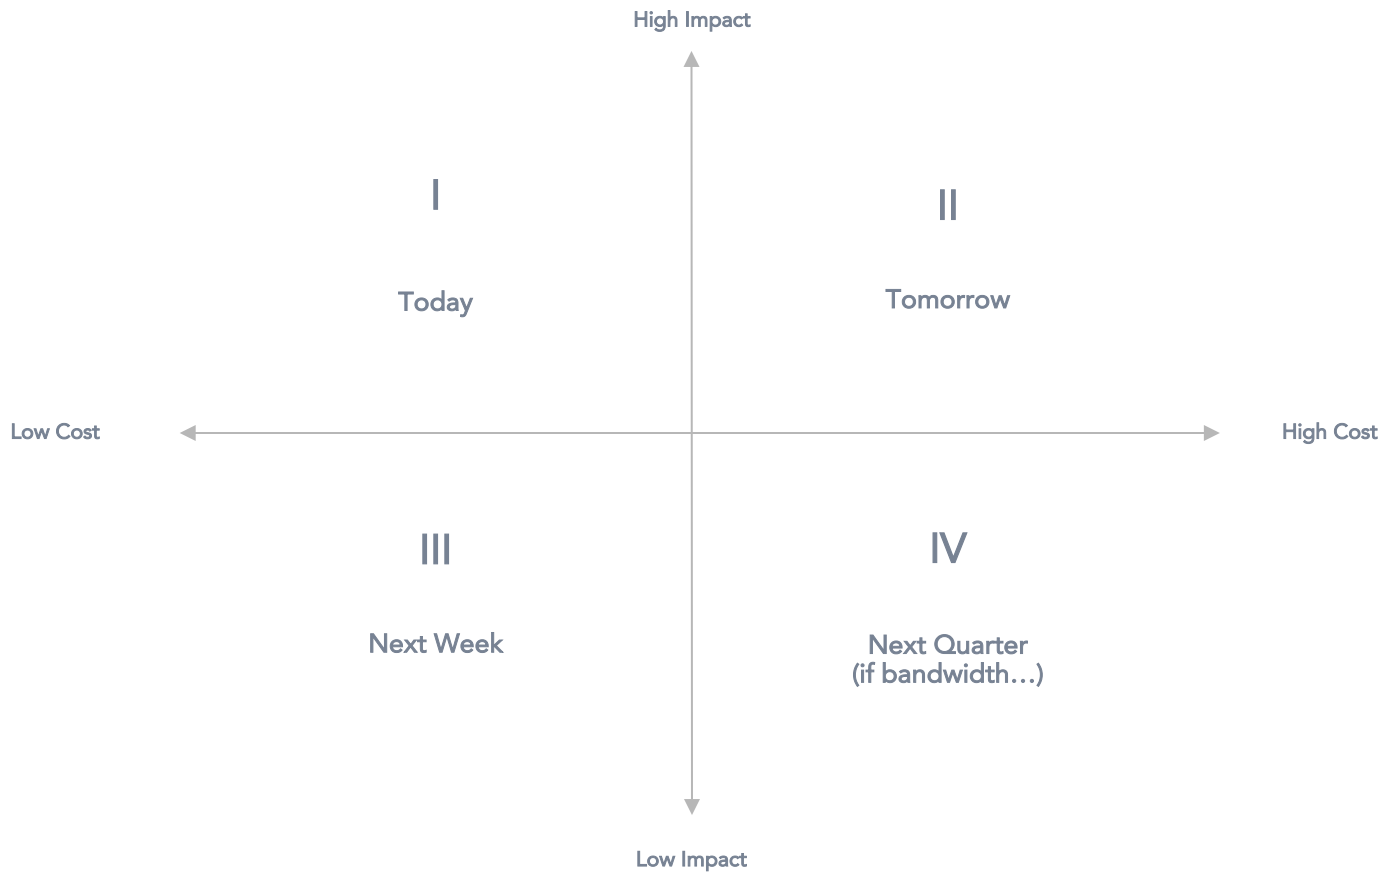 High Impact
I
II
Today
Tomorrow
Low Cost
High Cost
III
IV
Next Week
Next Quarter
(if bandwidth...)
Low Impact